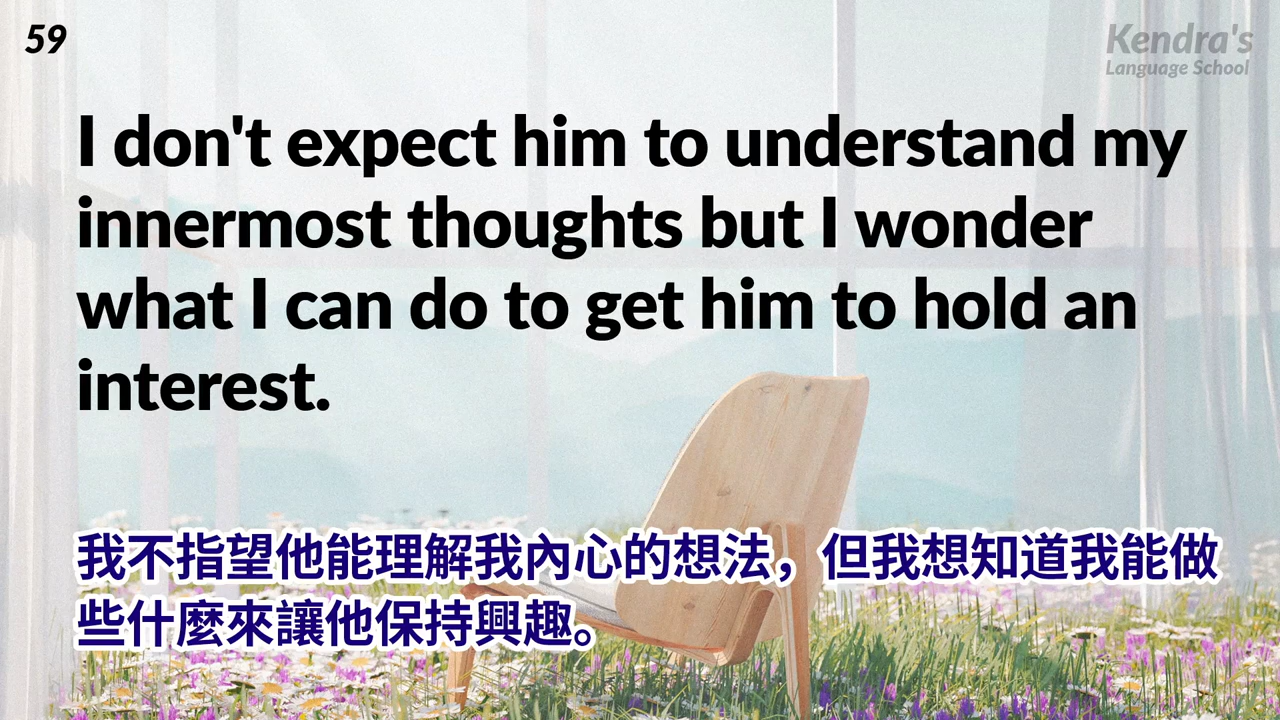 59
Kendra's
Language School
I don't expect him to understand my
innermost thoughts but I wonder
what I can do to get him to hold an
interest.
我不指望他能理解我內心的想法，但我想知道我能做
些什麼來讓他保持興趣。